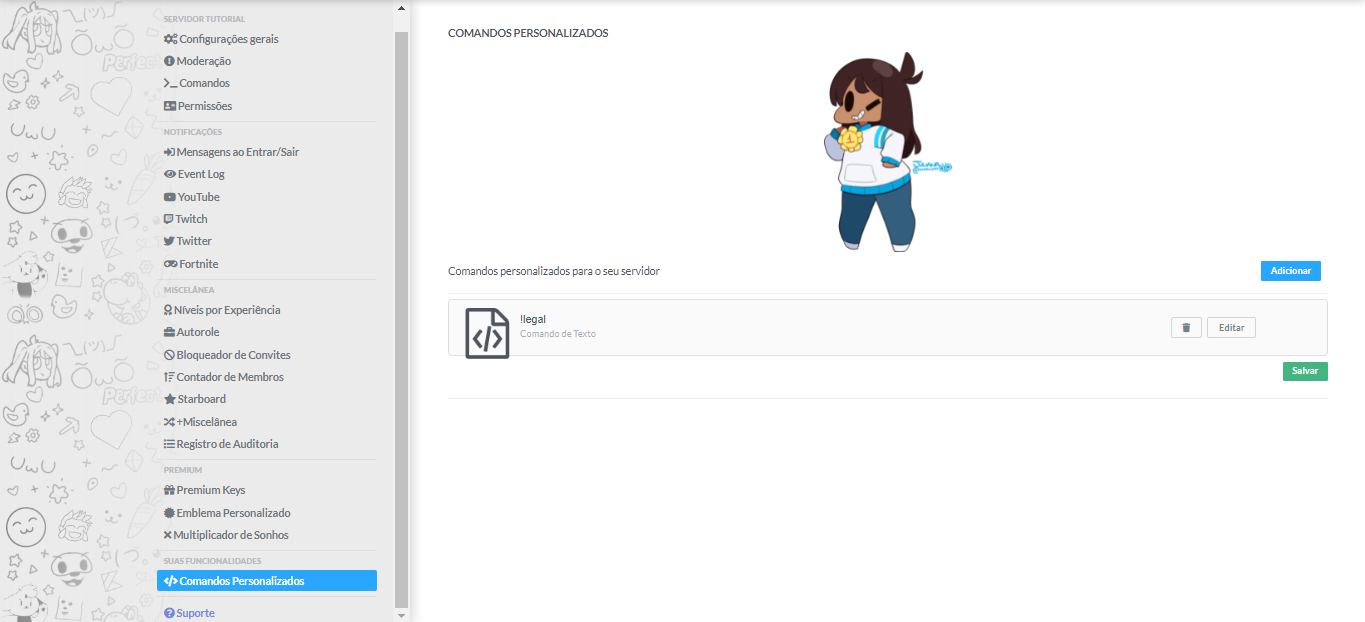 SERVIDOR TUTORIAL
Configurações gerais
Moderação
Comandos
Permissões
NOTIFICAÇÕES
Mensagens ao Entrar/Sair
Event Log
YouTube
Twitch
Twitter
Fortnite
MISCELÂNEA
Níveis por Experiência
Autorole
Bloqueador de Convites
Contador de Membros
Starboard
+Miscelânea
Registro de Auditoria
PREMIUM
Premium Keys
Emblema Personalizado
Multiplicador de Sonhos
SUAS FUNCIONALIDADES
Comandos Personalizados
Suporte
Perfect
Perfect
COMANDOS PERSONALIZADOS
1
Comandos personalizados para o seu servidor
Adicionar
!legal
Comando de Texto
Editar
Salvar